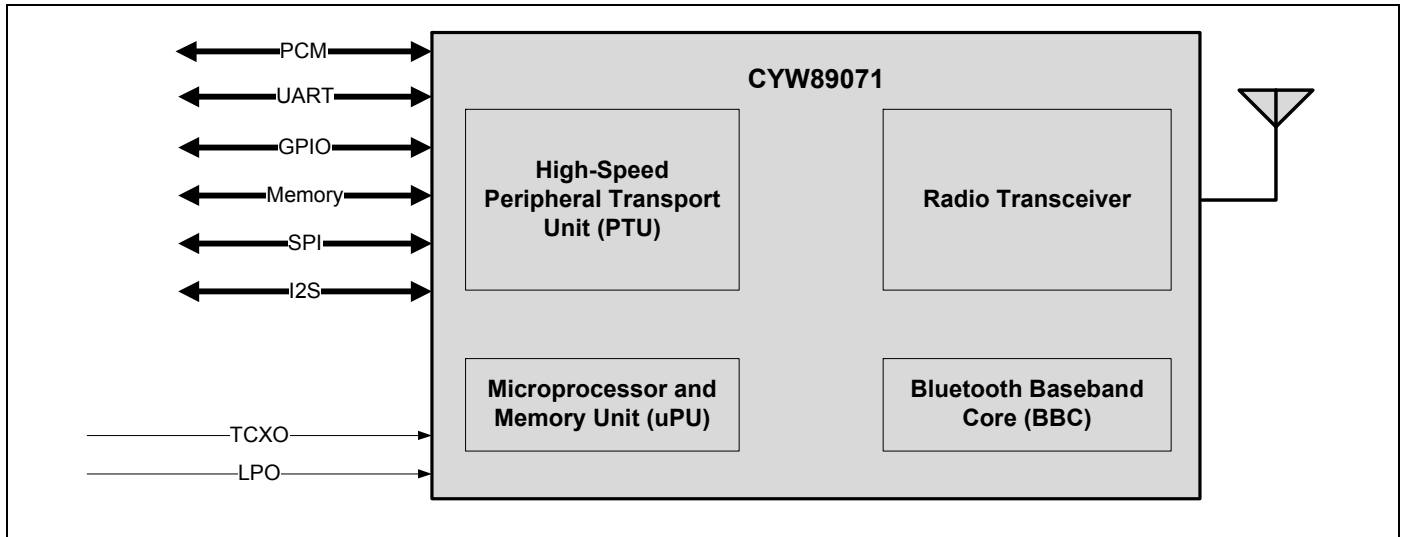 PCM
UART
GPIO
Memory
SPI
I2S
TCXO
LPO
CYW89071
High-Speed
Peripheral Transport
Unit (PTU)
Radio Transceiver
Microprocessor and
Memory Unit (uPU)
Bluetooth Baseband
Core (BBC)